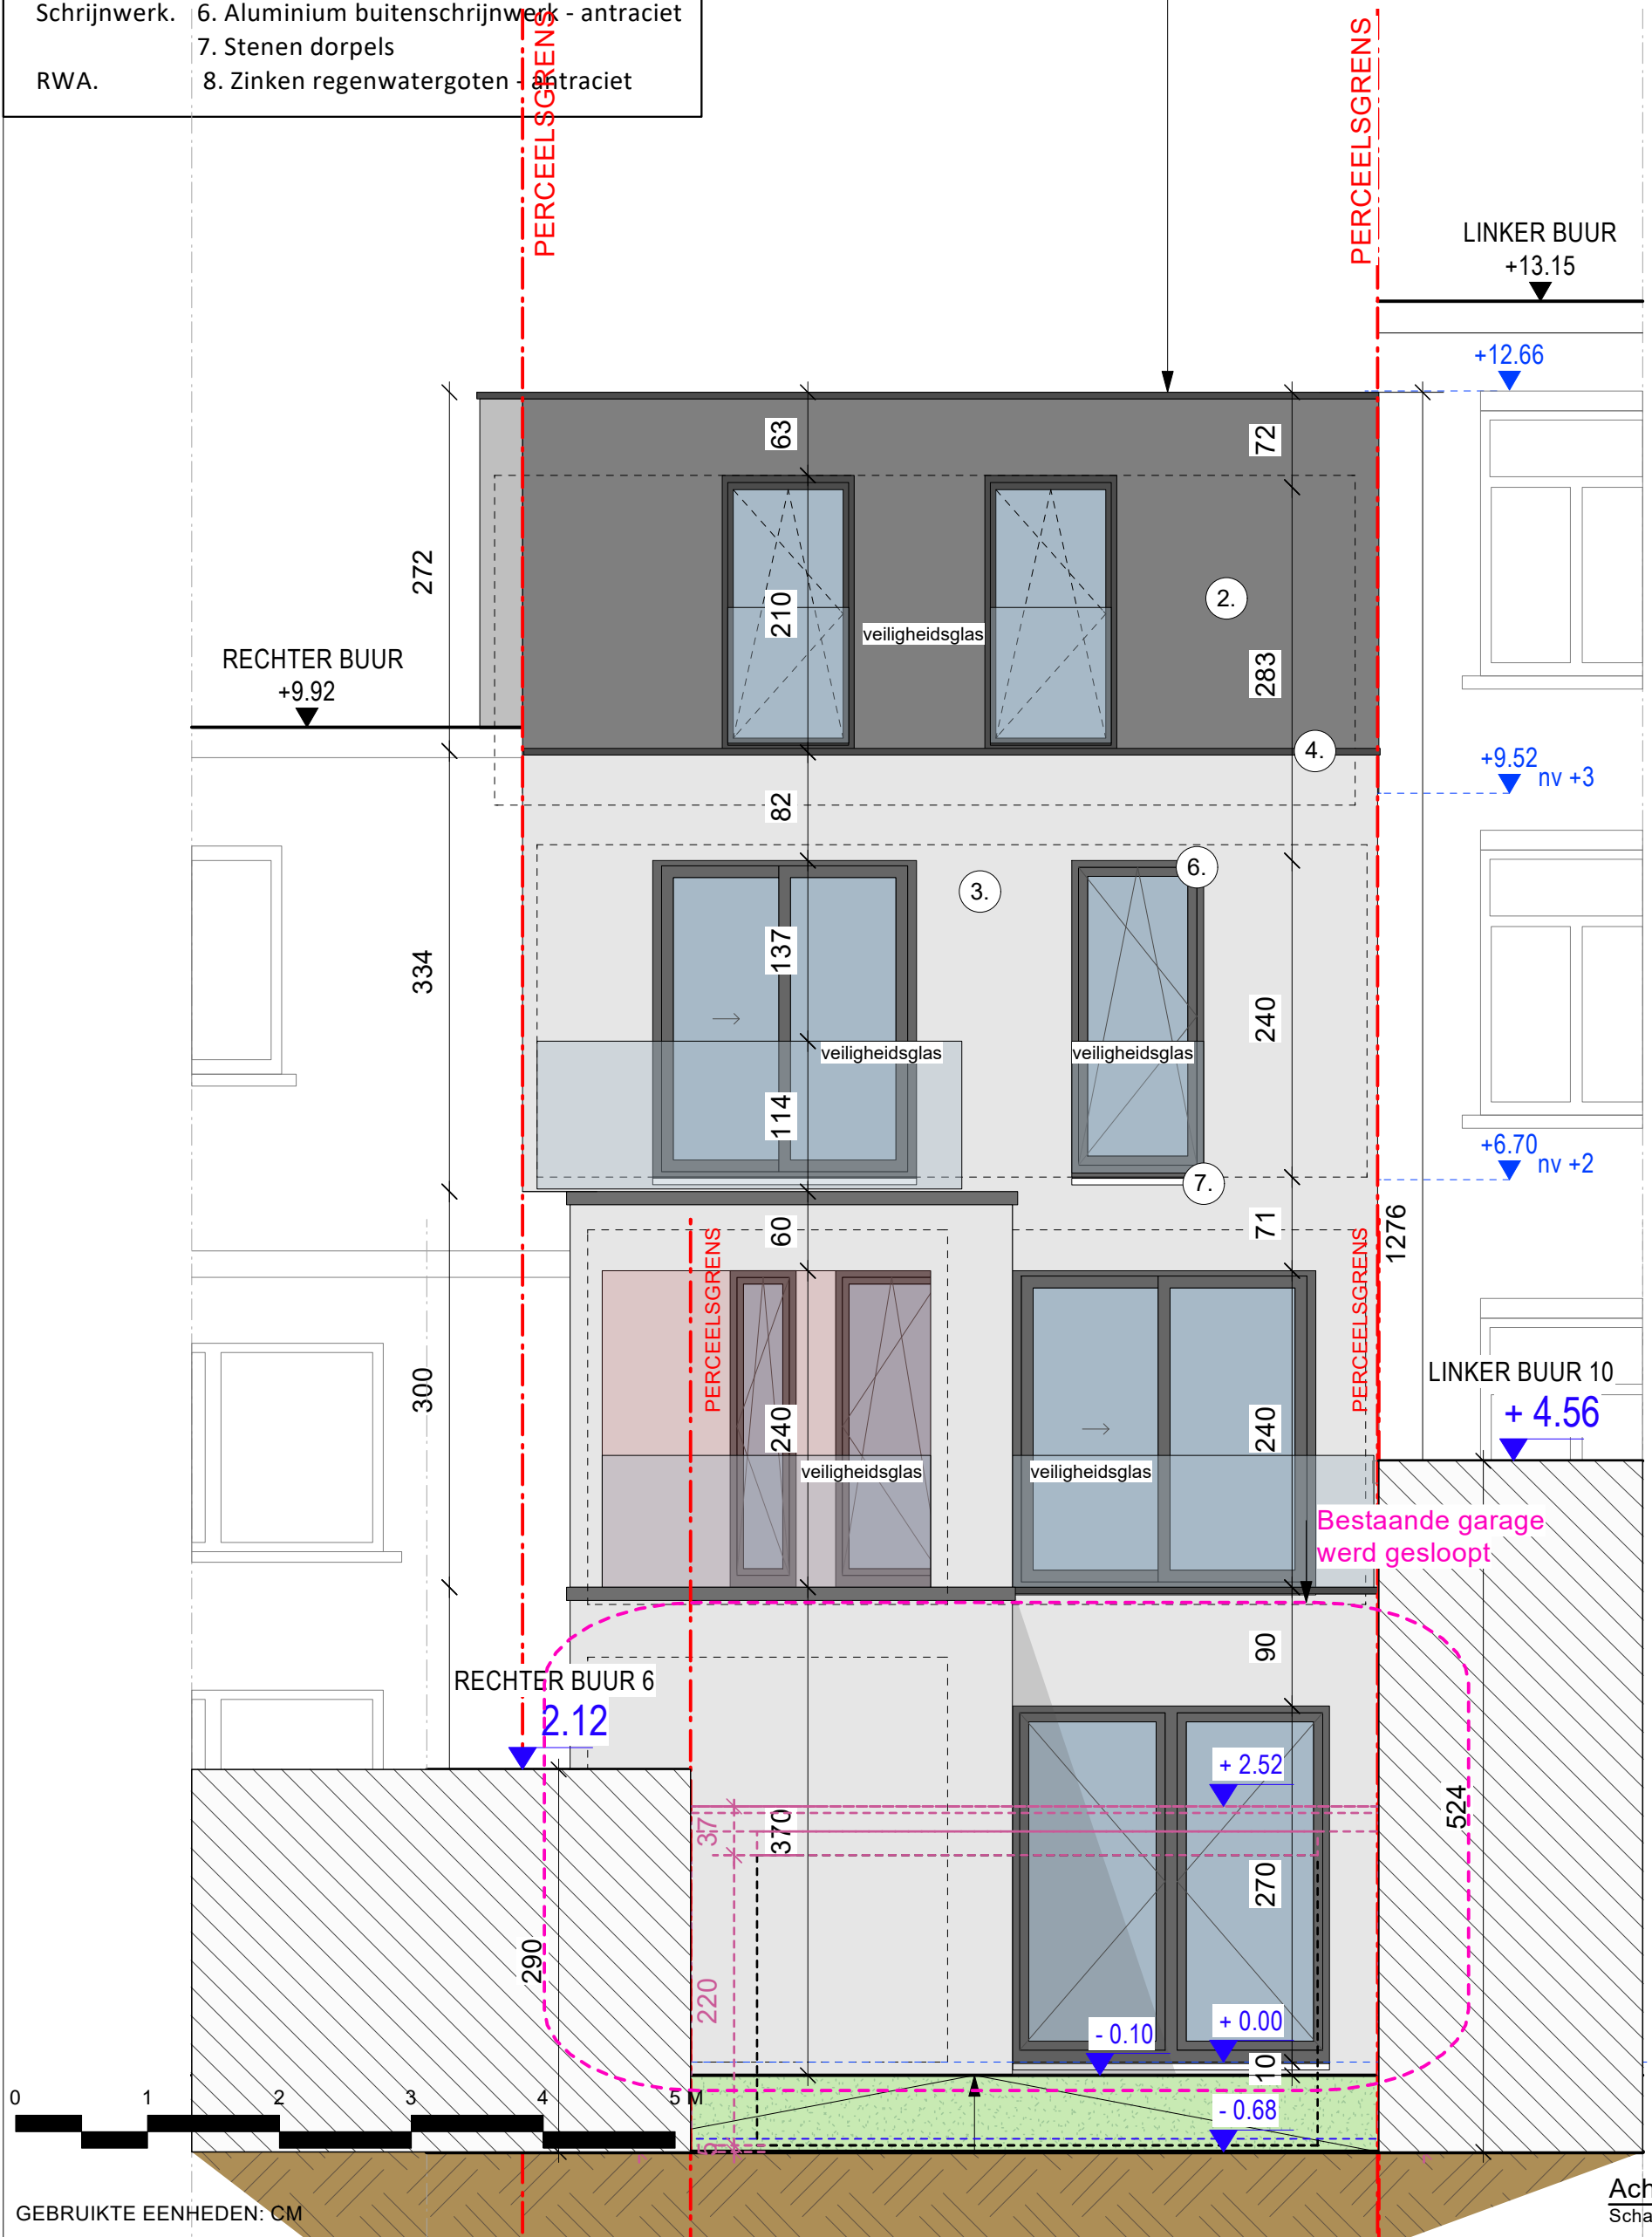 Schrijnwerk. 6. Aluminium buitenschrijnwerk - antraciet
7. Stenen dorpels
RWA. 8. Zinken regenwatergoten - antraciet
PERCEELSGRENS
PERCEELSGRENS
LINKER BUUR
+13.15
+12.66
63
72
272
210
2.
veiligheidsglas
RECHTER BUUR
+9.92
283
4.
+9.52 nv +3
82
6.
3.
137
334
240
veiligheidsglas
veiligheidsglas
114
+6.70 nv +2
7.
60
71
1276
PERCEELSGRENS
PERCEELSGRENS
LINKER BUUR 10
+ 4.56
300
240
240
veiligheidsglas
veiligheidsglas
Bestaande garage
werd gesloopt
90
RECHTER BUUR 6
2.12
+ 2.52
37
370
524
270
290
220
- 0.10
+ 0.00
10
0 1 2 3 4 5 M
- 0.68
5
GEBRUIKTE EENHEDEN: CM
Ach
Scha